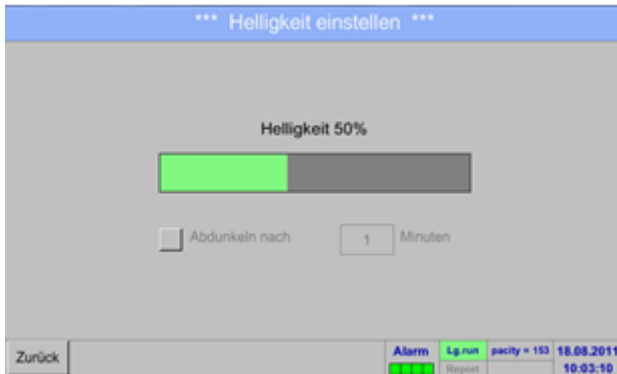 *** Helligkeit einstellen ***
Helligkeit 50%
Abdunkeln nach 1 Minuten
Zurück
Alarm Lg.run pacity = 153 18.08.2011
Report 10:03:10